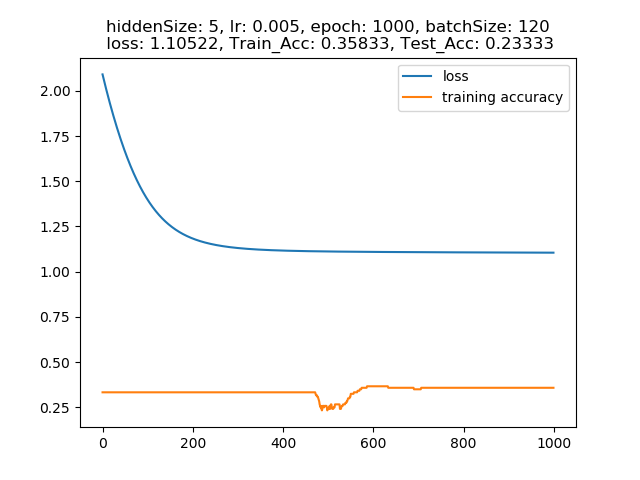 hiddenSize: 5, lr: 0.005, epoch: 1000, batchSize: 120
loss: 1.10522, Train_Acc: 0.35833, Test_Acc: 0.23333
loss
training accuracy
2.00
1.75
1.50
1.25
1.00
0.75
0.50
0.25
0 200 400 600 800 1000